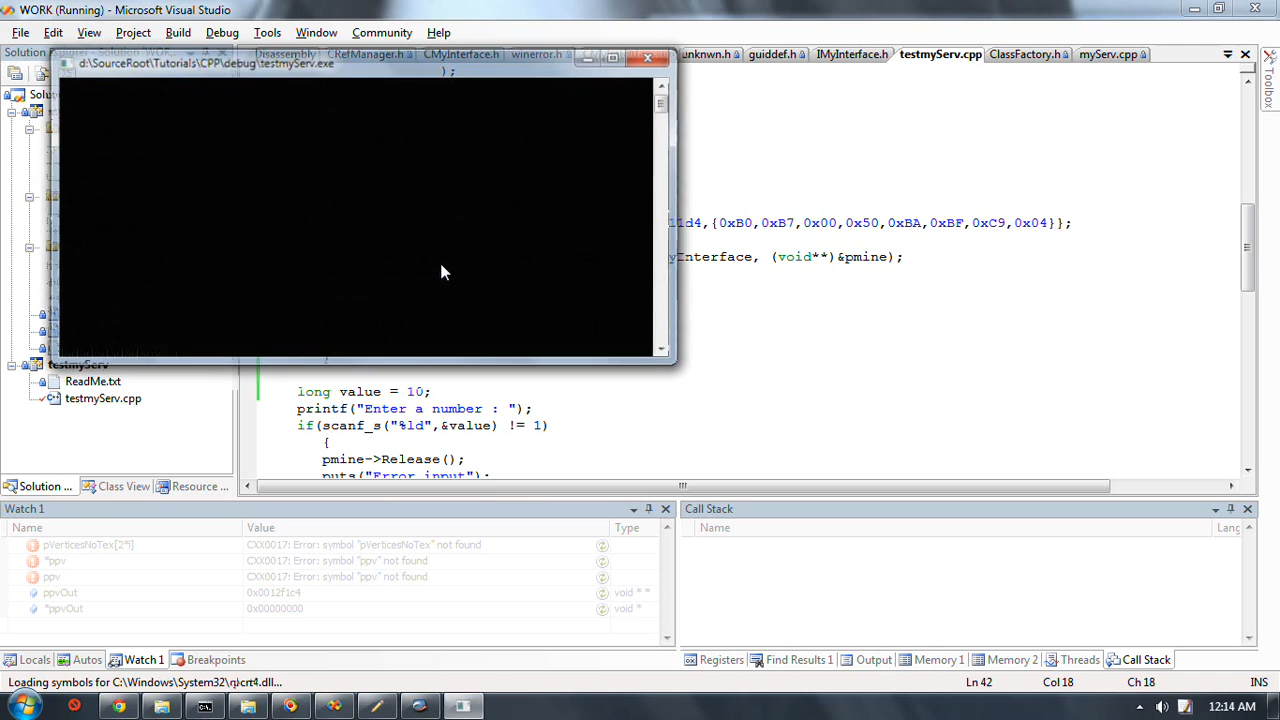 WORK (Running) - Microsoft Visual Studio
File Edit View Project Build Debug Tools Window Community Help
Disassembly CRefManager.h CMyInterface.h winerror.h unknwn.h guiddef.h IMyInterface.h testmyServ.cpp ClassFactory.h myServ.cpp
d:\SourceRoot\Tutorials\CPP\debug\testmyServ.exe
);
Toolbox
11d4,{0xB0,0xB7,0x00,0x50,0xBA,0xBF,0xC9,0x04}};
yInterface, (void**)&pmine);
}
testmyServ
ReadMe.txt
testmyServ.cpp
long value = 10;
printf("Enter a number : ");
if(scanf_s("%ld",&value) != 1)
{
pmine->Release();
puts("Error input");
Solution ... Class View Resource ...
Watch 1
Name Value Type
pVerticesNoTex[2*i] CXX0017: Error: symbol "pVerticesNoTex" not found
*ppv CXX0017: Error: symbol "ppv" not found
ppv CXX0017: Error: symbol "ppv" not found
ppvOut 0x0012f1c4 void * *
*ppvOut 0x00000000 void *
Call Stack
Name Lang
Locals Autos Watch 1 Breakpoints
Registers Find Results 1 Output Memory 1 Memory 2 Threads Call Stack
Loading symbols for C:\Windows\System32\rpcrt4.dll...
Ln 42 Col 18 Ch 18 INS
12:14 AM